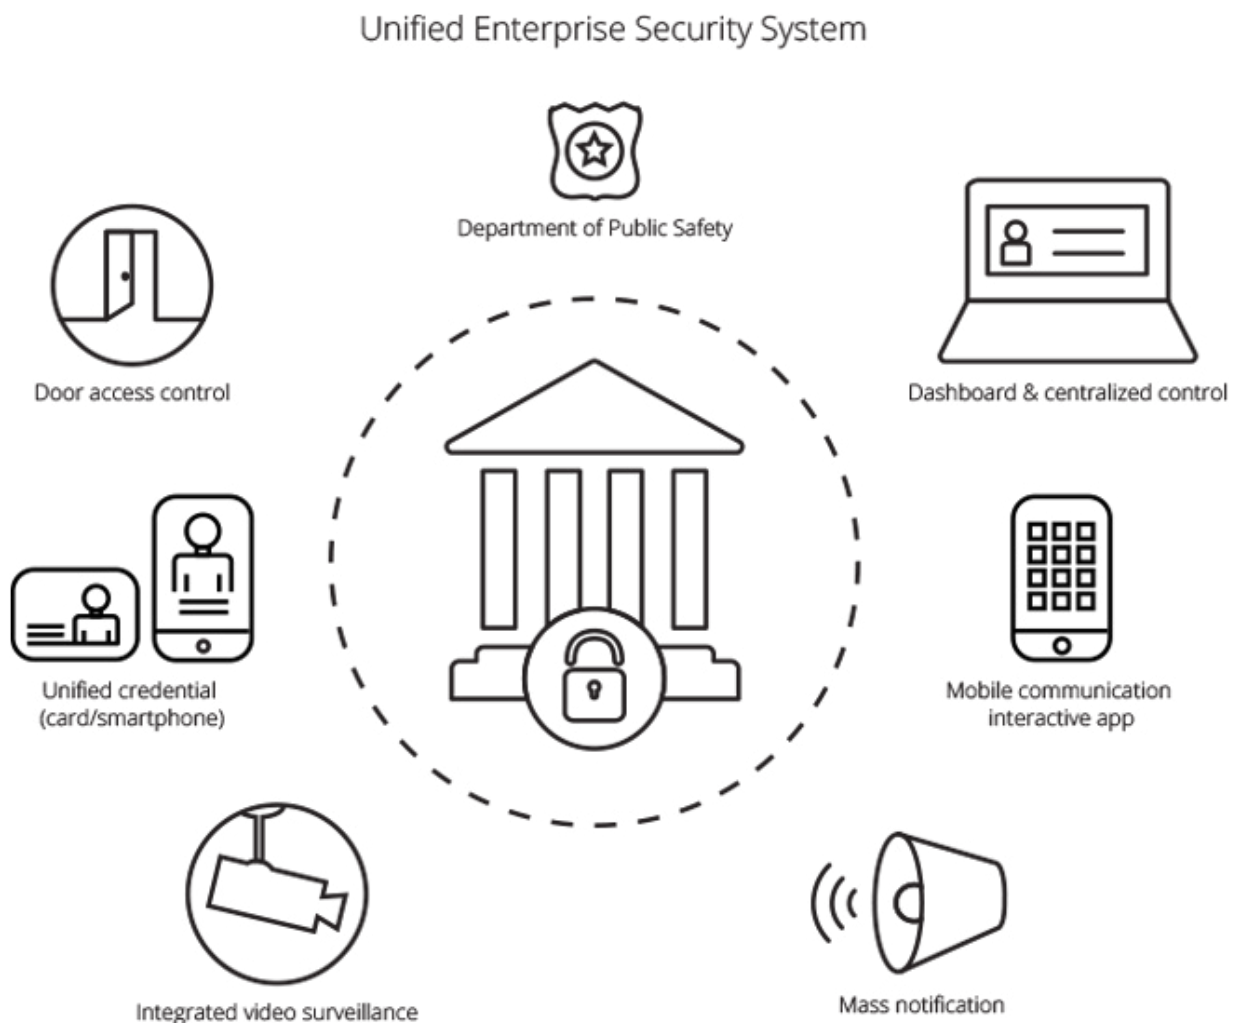 Unified Enterprise Security System
Department of Public Safety
Door access control
Dashboard & centralized control
Unified credential
(card/smartphone)
Mobile communication
interactive app
Integrated video surveillance
Mass notification